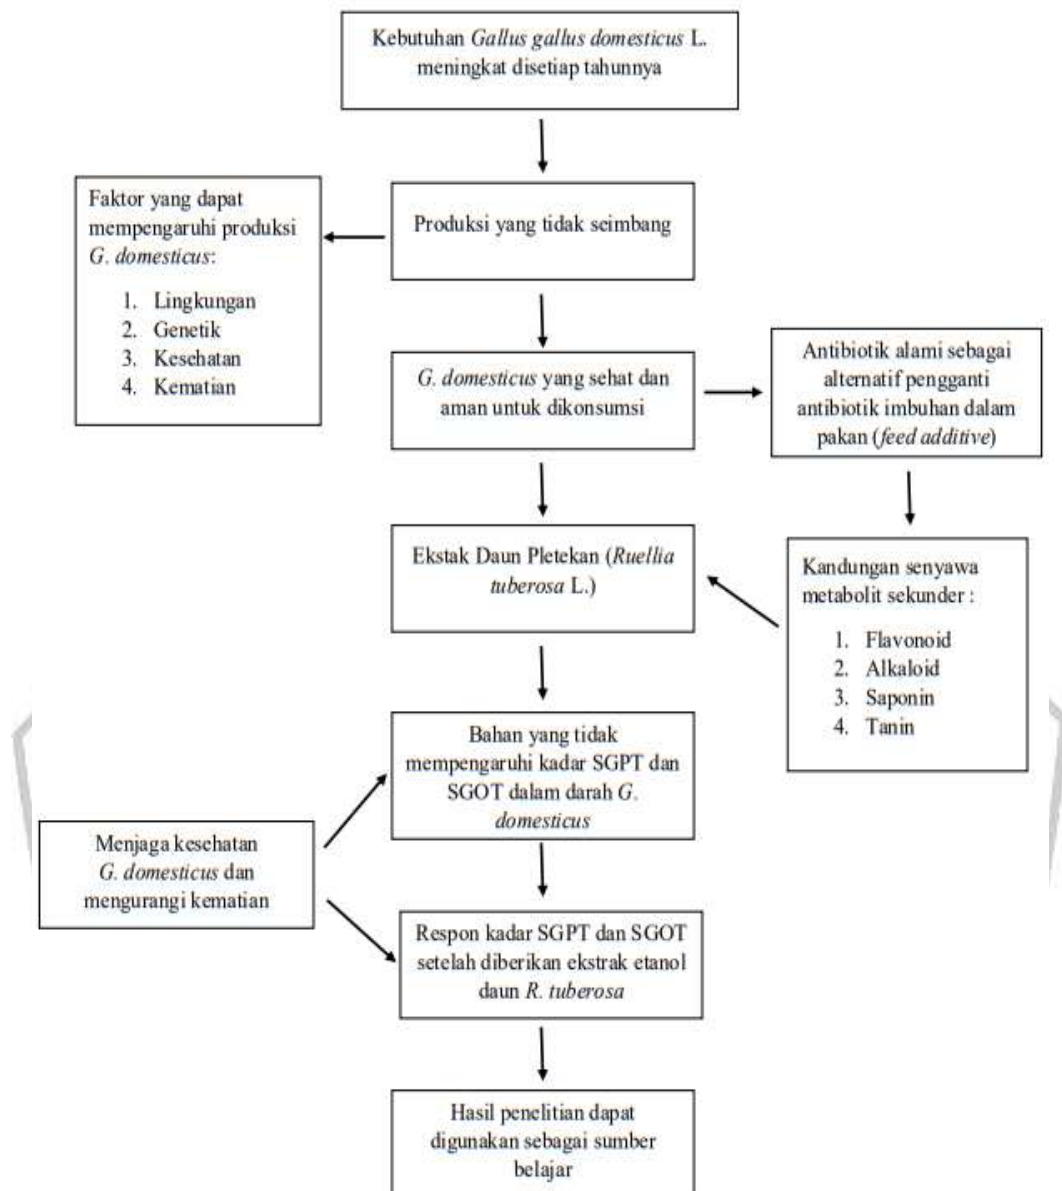 Kebutuhan Gallus gallus domesticus L.
meningkat disetiap tahunnya
Faktor yang dapat
mempengaruhi produksi
G. domesticus:
1. Lingkungan
2. Genetik
3. Kesehatan
4. Kematian
Produksi yang tidak seimbang
G. domesticus yang sehat dan
aman untuk dikonsumsi
Antibiotik alami sebagai
alternatif pengganti
antibiotik imbuhan dalam
pakan (feed additive)
Ekstak Daun Pletekan (Ruellia
tuberosa L.)
Kandungan senyawa
metabolit sekunder :
1. Flavonoid
2. Alkaloid
3. Saponin
4. Tanin
Bahan yang tidak
mempengaruhi kadar SGPT dan
SGOT dalam darah G.
domesticus
Menjaga kesehatan
G. domesticus dan
mengurangi kematian
Respon kadar SGPT dan SGOT
setelah diberikan ekstrak etanol
daun R. tuberosa
Hasil penelitian dapat
digunakan sebagai sumber
belajar